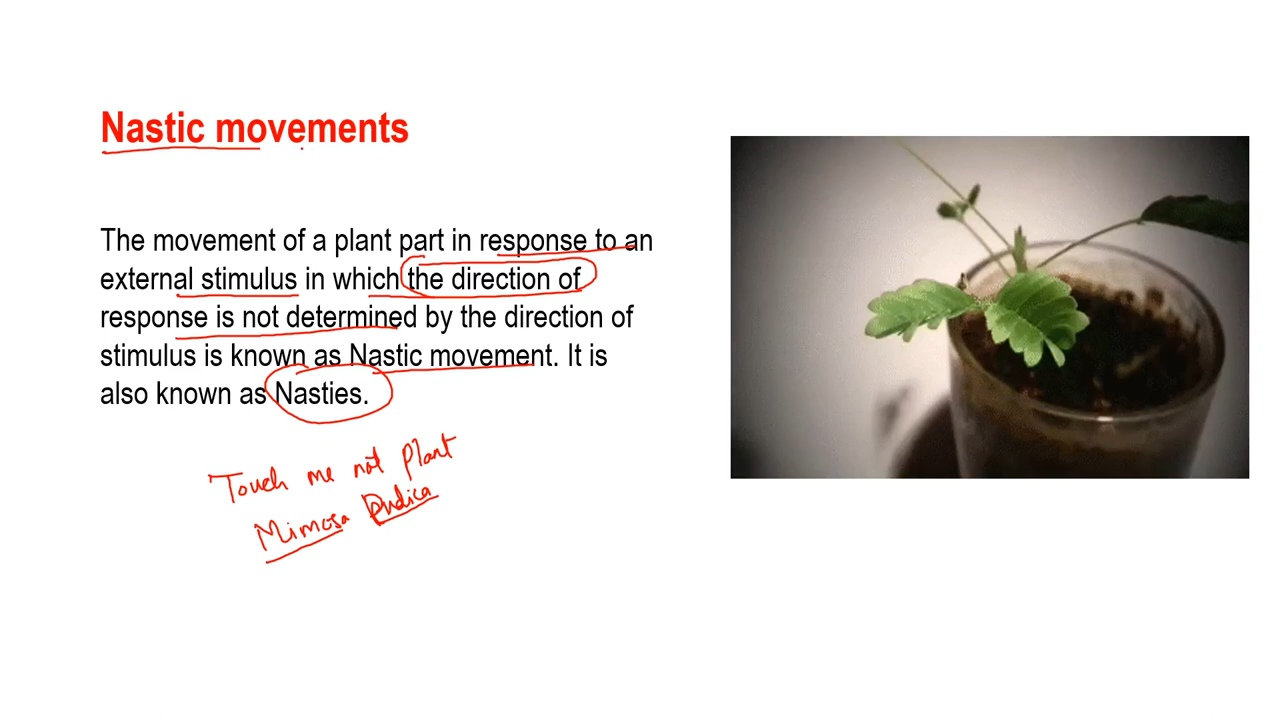 Nastic movements
The movement of a plant part in response to an
external stimulus in which the direction of
response is not determined by the direction of
stimulus is known as Nastic movement. It is
also known as Nasties.
Touch me not Plant
Mimosa Pudica